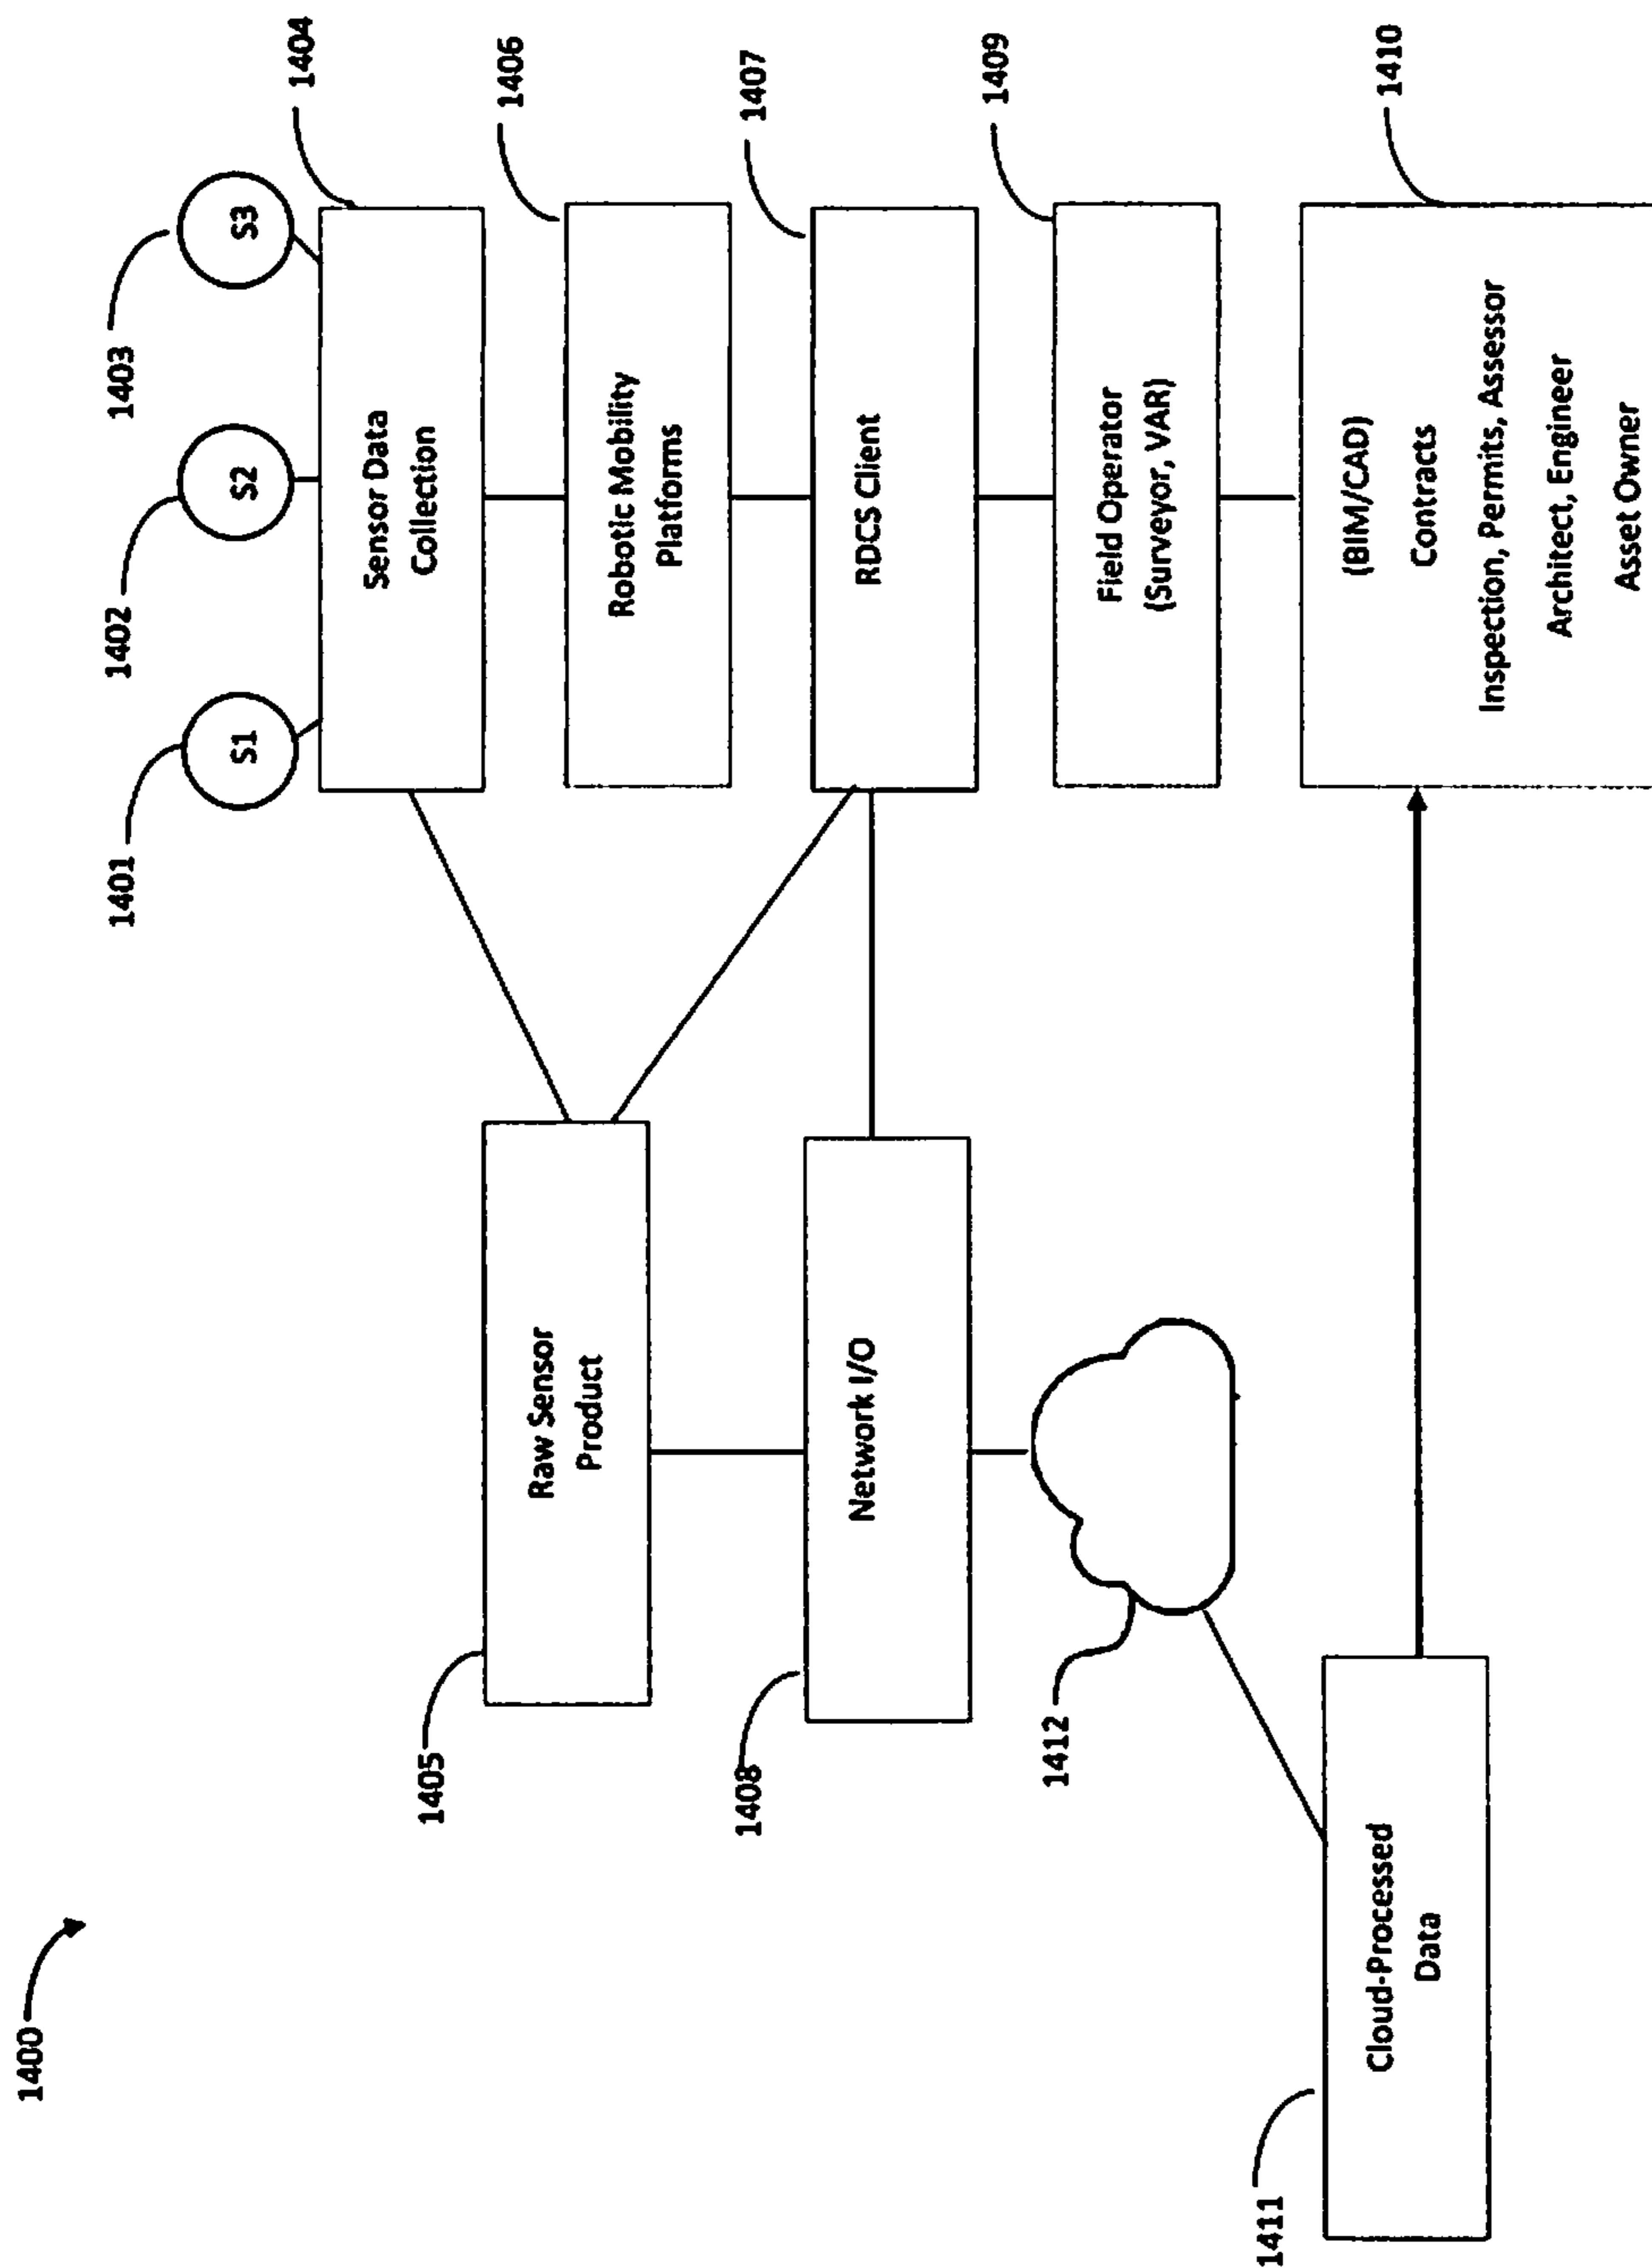 1400
1401
1402
1403
S1
S2
S3
1404
Sensor Data
Collection
1405
Raw Sensor
Product
1406
Robotic Mobility
Platforms
1407
RDCS Client
1408
Network I/O
1409
Field Operator
(Surveyor, VAR)
1412
1410
(BIM/CAD)
Contracts
Inspection, Permits, Assessor
Architect, Engineer
Asset Owner
1411
Cloud-Processed
Data